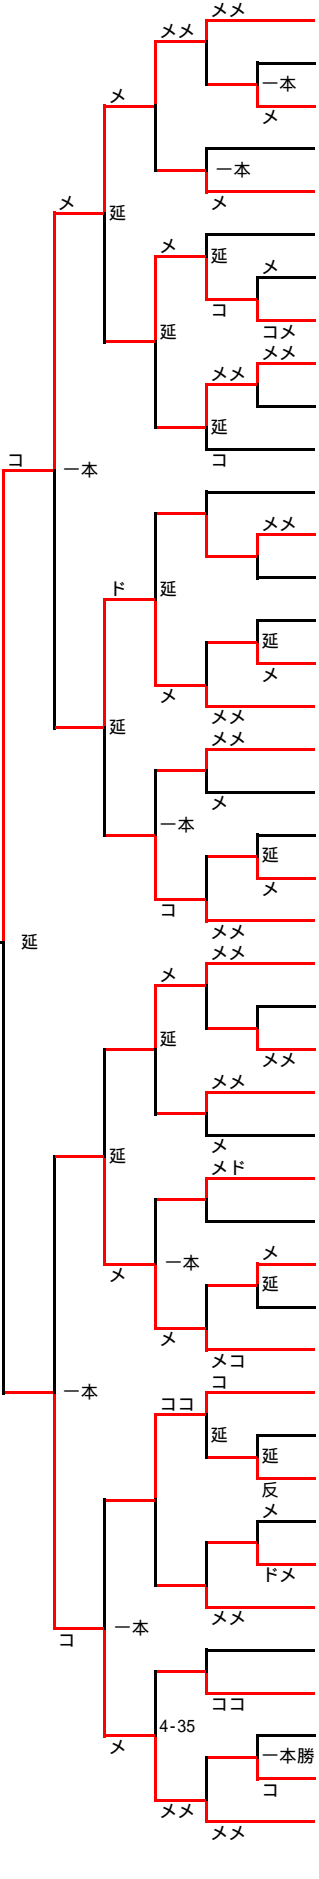 メメ
メメ
一本
メ
メ
一本
メ
メ
延
メ
延
メ
コ
コメ
延
メメ
メメ
延
コ
コ
一本
メメ
ド
延
延
メ
メ
メメ
延
メメ
メ
一本
延
メ
コ
メメ
延
メメ
メ
延
メメ
メメ
メ
延
メド
メ
一本
延
メ
メ
メコ
一本
コ
ココ
延
延
反
メ
ドメ
メメ
一本
コ
ココ
4-35
メ
一本勝
コ
メメ
メメ